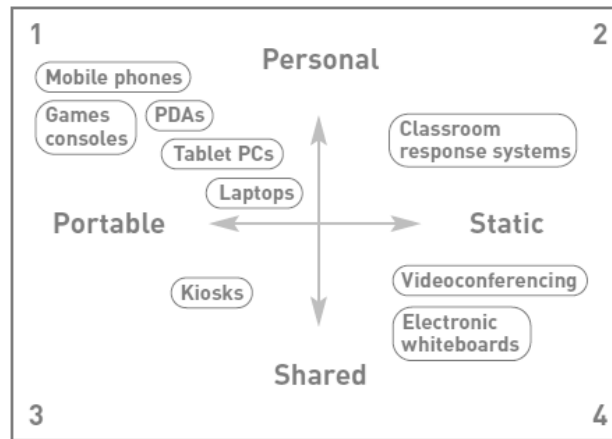 1
2
Personal
Mobile phones
Games
consoles
PDAs
Classroom
response systems
Tablet PCs
Laptops
Portable
Static
Kiosks
Videoconferencing
Electronic
whiteboards
Shared
3
4